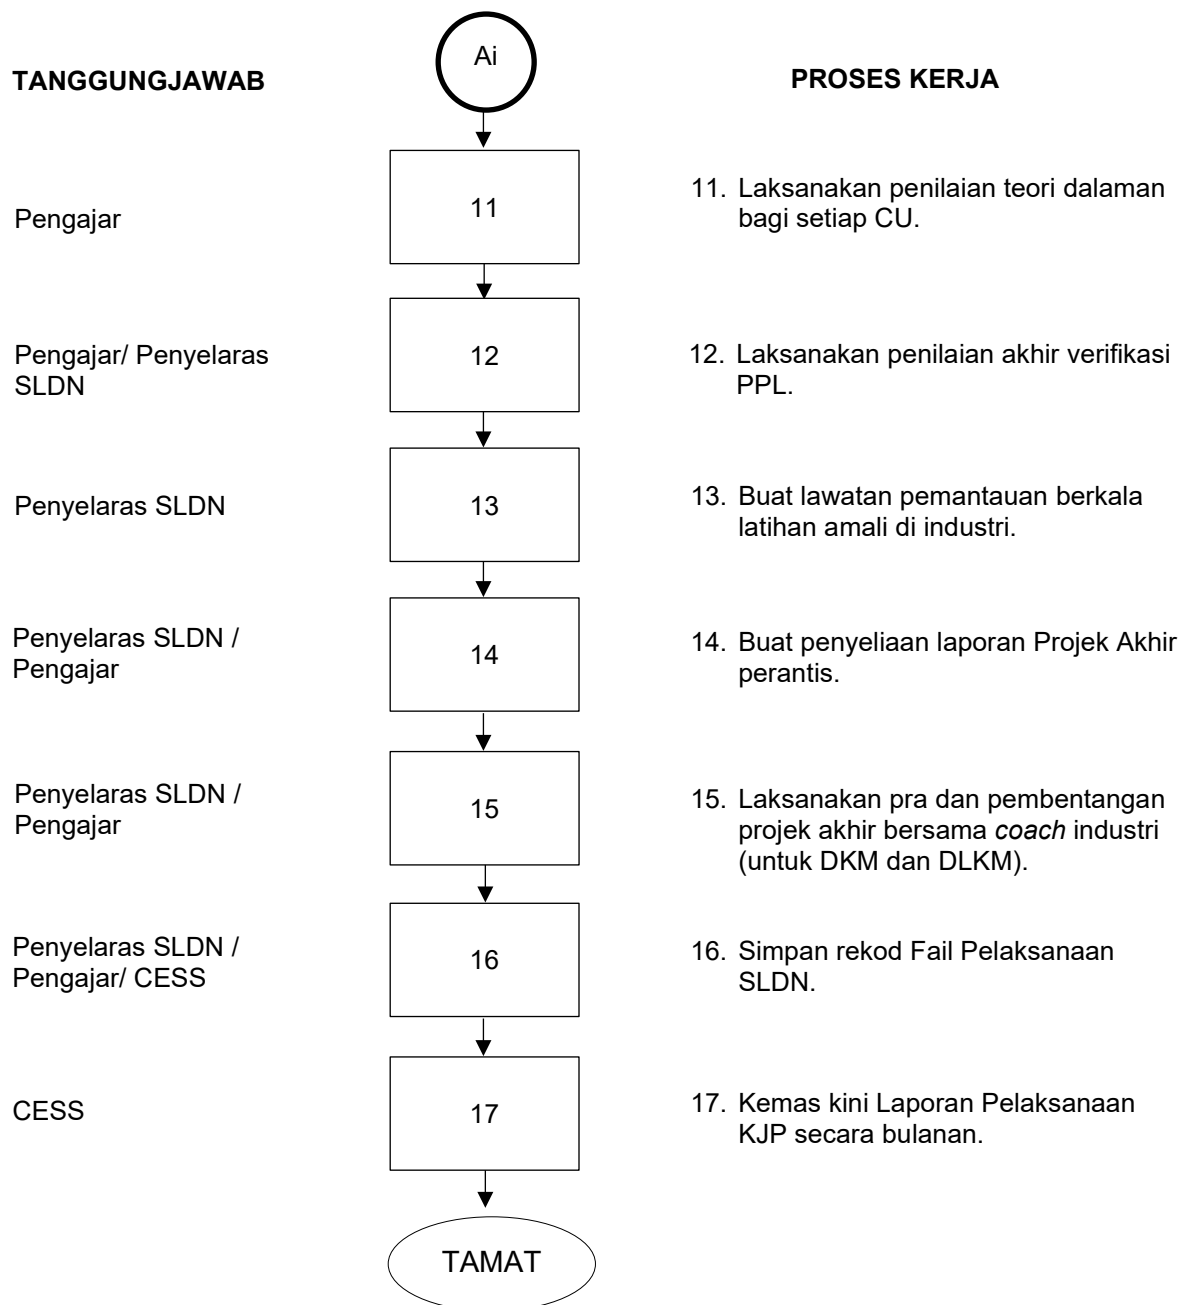 Ai
TANGGUNGJAWAB
PROSES KERJA
Pengajar
11
11. Laksanakan penilaian teori dalaman
bagi setiap CU.
Pengajar/ Penyelaras
SLDN
12
12. Laksanakan penilaian akhir verifikasi
PPL.
Penyelaras SLDN
13
13. Buat lawatan pemantauan berkala
latihan amali di industri.
Penyelaras SLDN /
Pengajar
14
14. Buat penyeliaan laporan Projek Akhir
perantis.
Penyelaras SLDN /
Pengajar
15
15. Laksanakan pra dan pembentangan
projek akhir bersama coach industri
(untuk DKM dan DLKM).
Penyelaras SLDN /
Pengajar/ CESS
16
16. Simpan rekod Fail Pelaksanaan
SLDN.
CESS
17
17. Kemas kini Laporan Pelaksanaan
KJP secara bulanan.
TAMAT